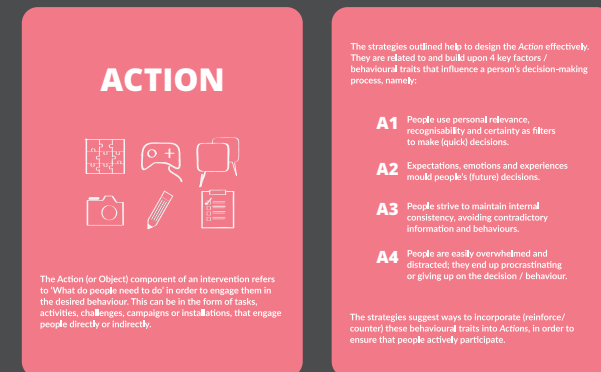 ACTION
The Action (or Object) component of an intervention refers
to 'What do people need to do' in order to engage them in
the desired behaviour. This can be in the form of tasks,
activities, challenges, campaigns or installations, that engage
people directly or indirectly.
The strategies outlined help to design the Action effectively.
They are related to and build upon 4 key factors /
behavioural traits that influence a person's decision-making
process, namely:
A1 People use personal relevance,
recognisability and certainty as filters
to make (quick) decisions.
A2 Expectations, emotions and experiences
mould people's (future) decisions.
A3 People strive to maintain internal
consistency, avoiding contradictory
information and behaviours.
A4 People are easily overwhelmed and
distracted; they end up procrastinating
or giving up on the decision / behaviour.
The strategies suggest ways to incorporate (reinforce/
counter) these behavioural traits into Actions, in order to
ensure that people actively participate.